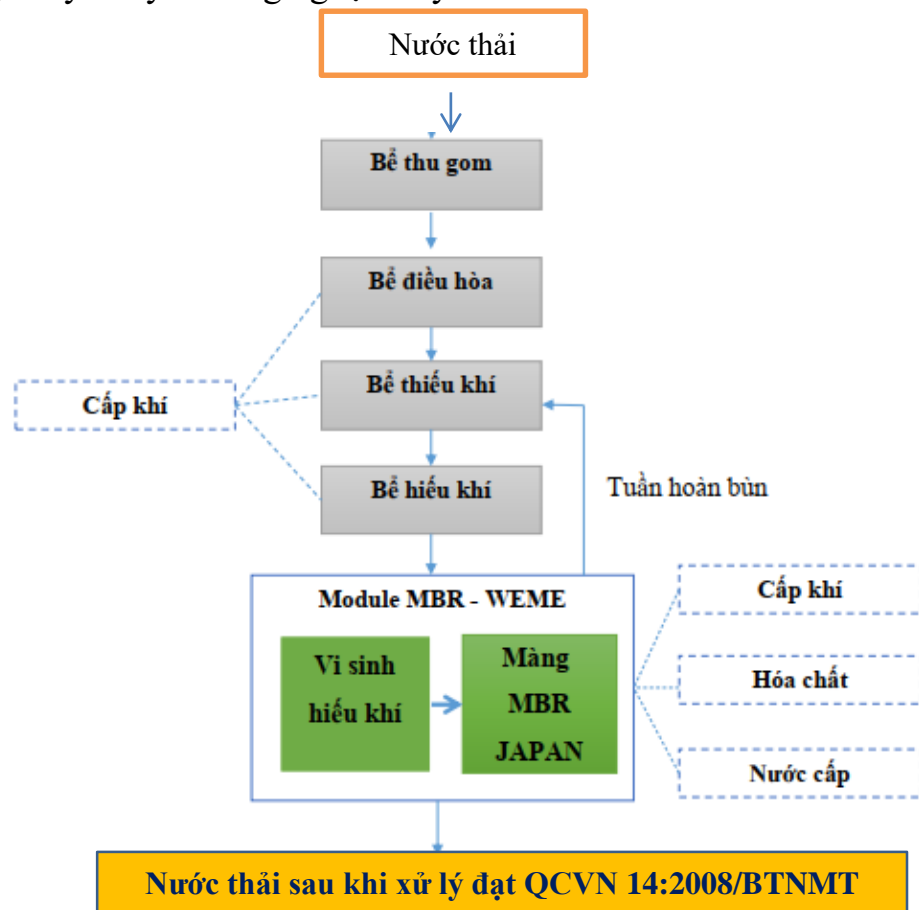 Nước thải
Bể thu gom
Bể điều hòa
Bể thiếu khí
Cấp khí
Bể hiếu khí
Tuần hoàn bùn
Module MBR - WEME
Vi sinh
hiếu khí
Màng
MBR
JAPAN
Cấp khí
Hóa chất
Nước cấp
Nước thải sau khi xử lý đạt QCVN 14:2008/BTNMT